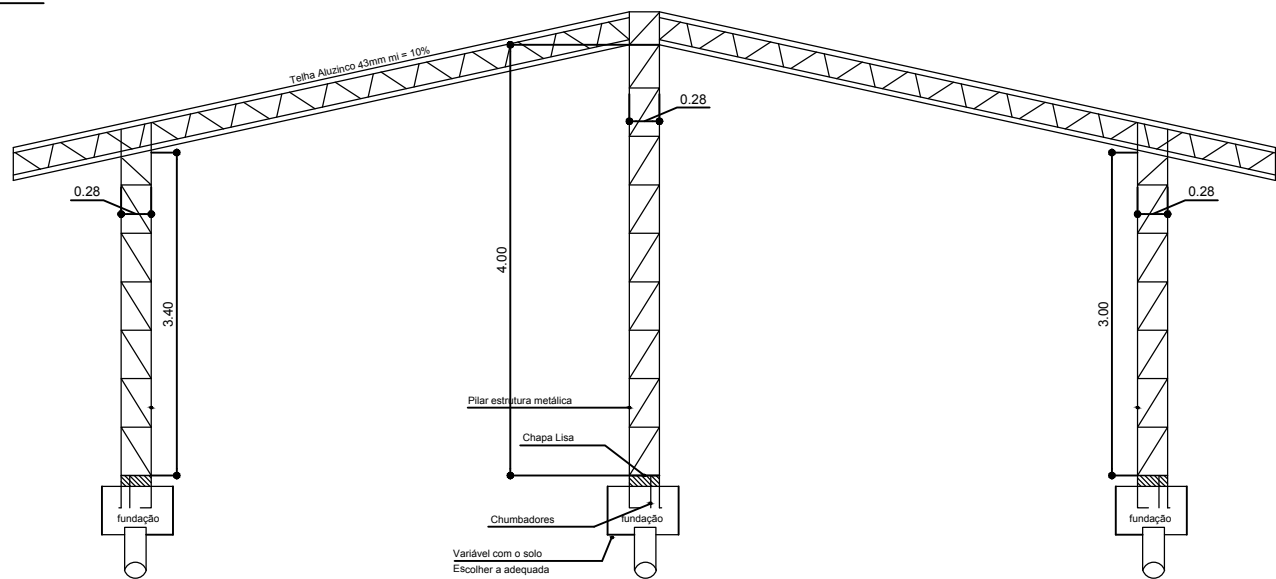 Telha Aluzinco 43mm mi = 10%
0.28
0.28
0.28
4.00
3.40
3.00
Pilar estrutura metálica
Chapa Lisa
Chumbadores
fundação
fundação
fundação
Variável com o solo
Escolher a adequada